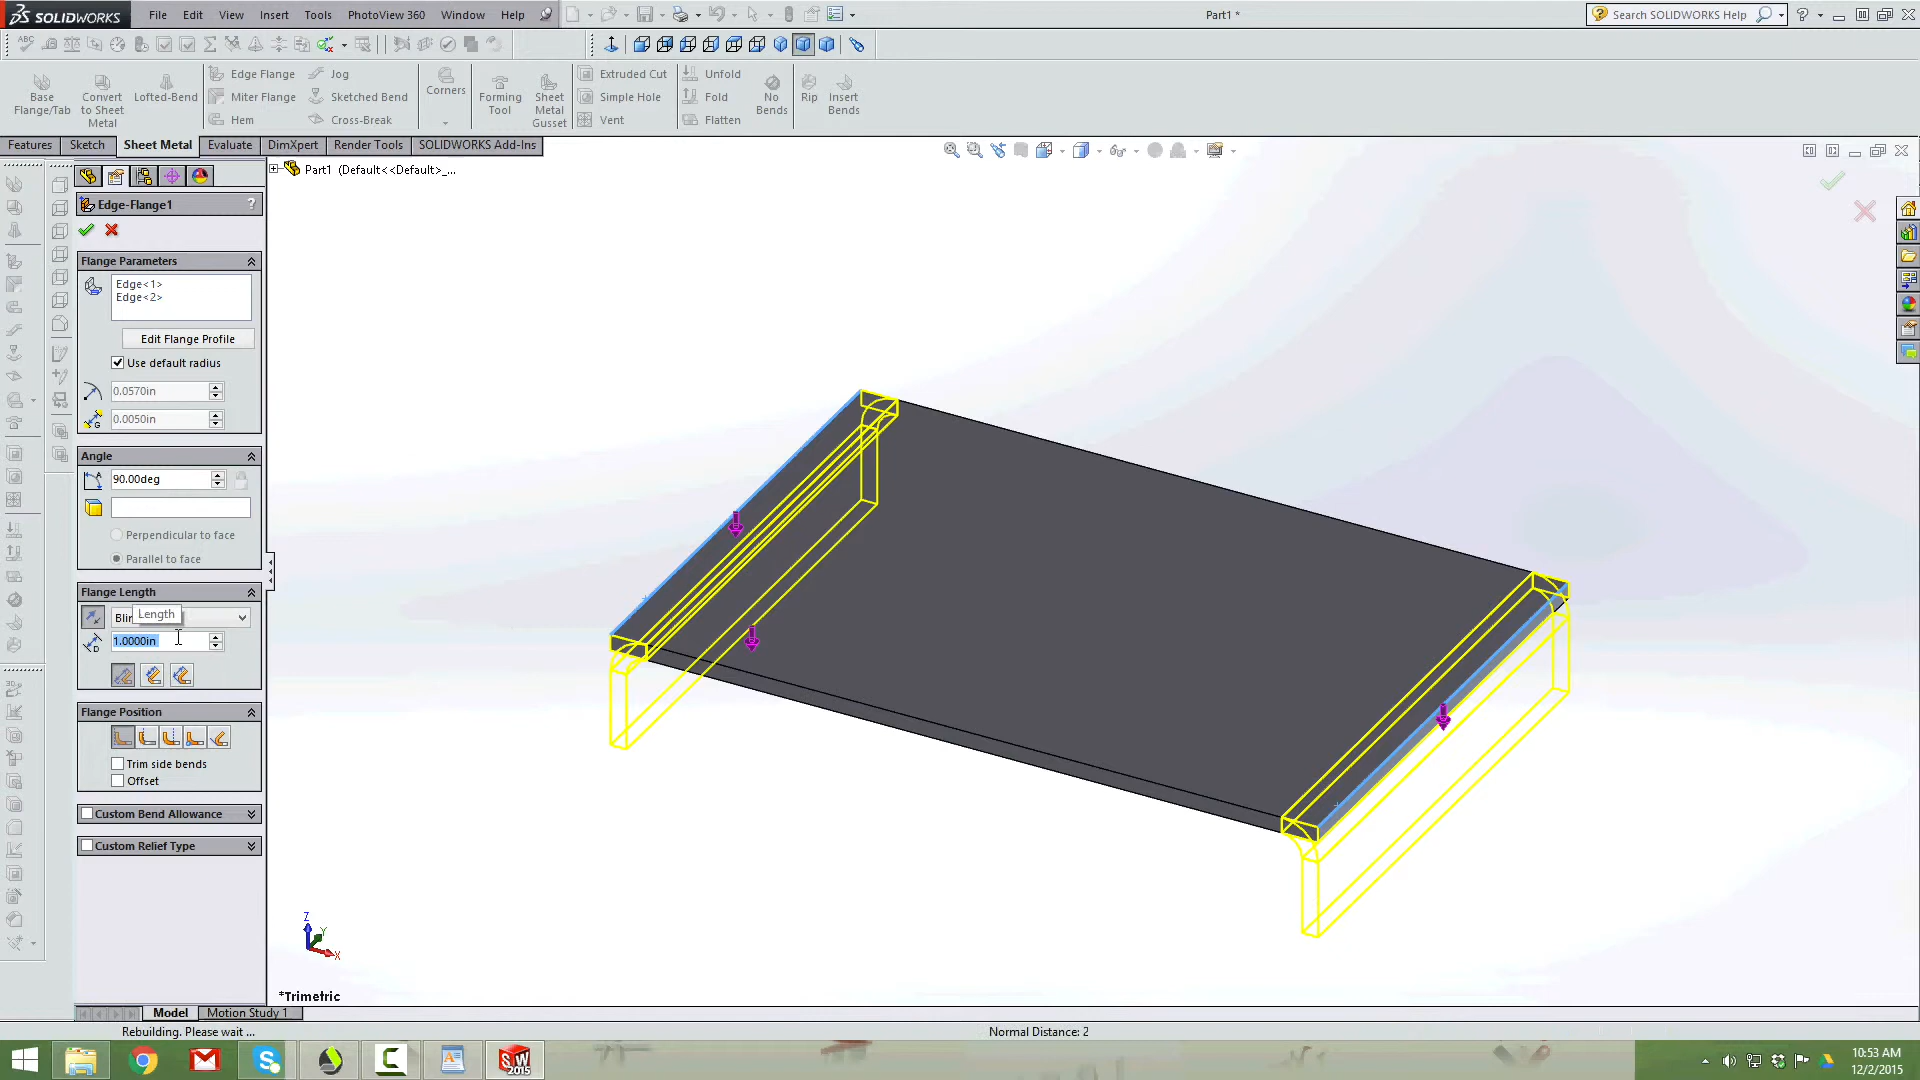 SOLIDWORKS File Edit View Insert Tools PhotoView 360 Window Help Part1 * Search SOLIDWORKS Help
Base Flange/Tab
Convert to Sheet Metal
Lofted-Bend
Edge Flange
Miter Flange
Hem
Jog
Sketched Bend
Cross-Break
Corners
Forming Tool
Sheet Metal Gusset
Extruded Cut
Simple Hole
Vent
Unfold
Fold
Flatten
No Bends
Rip
Insert Bends
Features Sketch Sheet Metal Evaluate DimXpert Render Tools SOLIDWORKS Add-Ins
Part1 (Default<<Default>_...
Edge-Flange1 ?
Flange Parameters
Edge<1>
Edge<2>
Edit Flange Profile
Use default radius
0.0570in
0.0050in
Angle
90.00deg
Perpendicular to face
Parallel to face
Flange Length
Length
1.0000in
Flange Position
Trim side bends
Offset
Custom Bend Allowance
Custom Relief Type
Z
Y
X
*Trimetric
Model Motion Study 1
Rebuilding. Please wait ... Normal Distance: 2
SW 2015
10:53 AM
12/2/2015